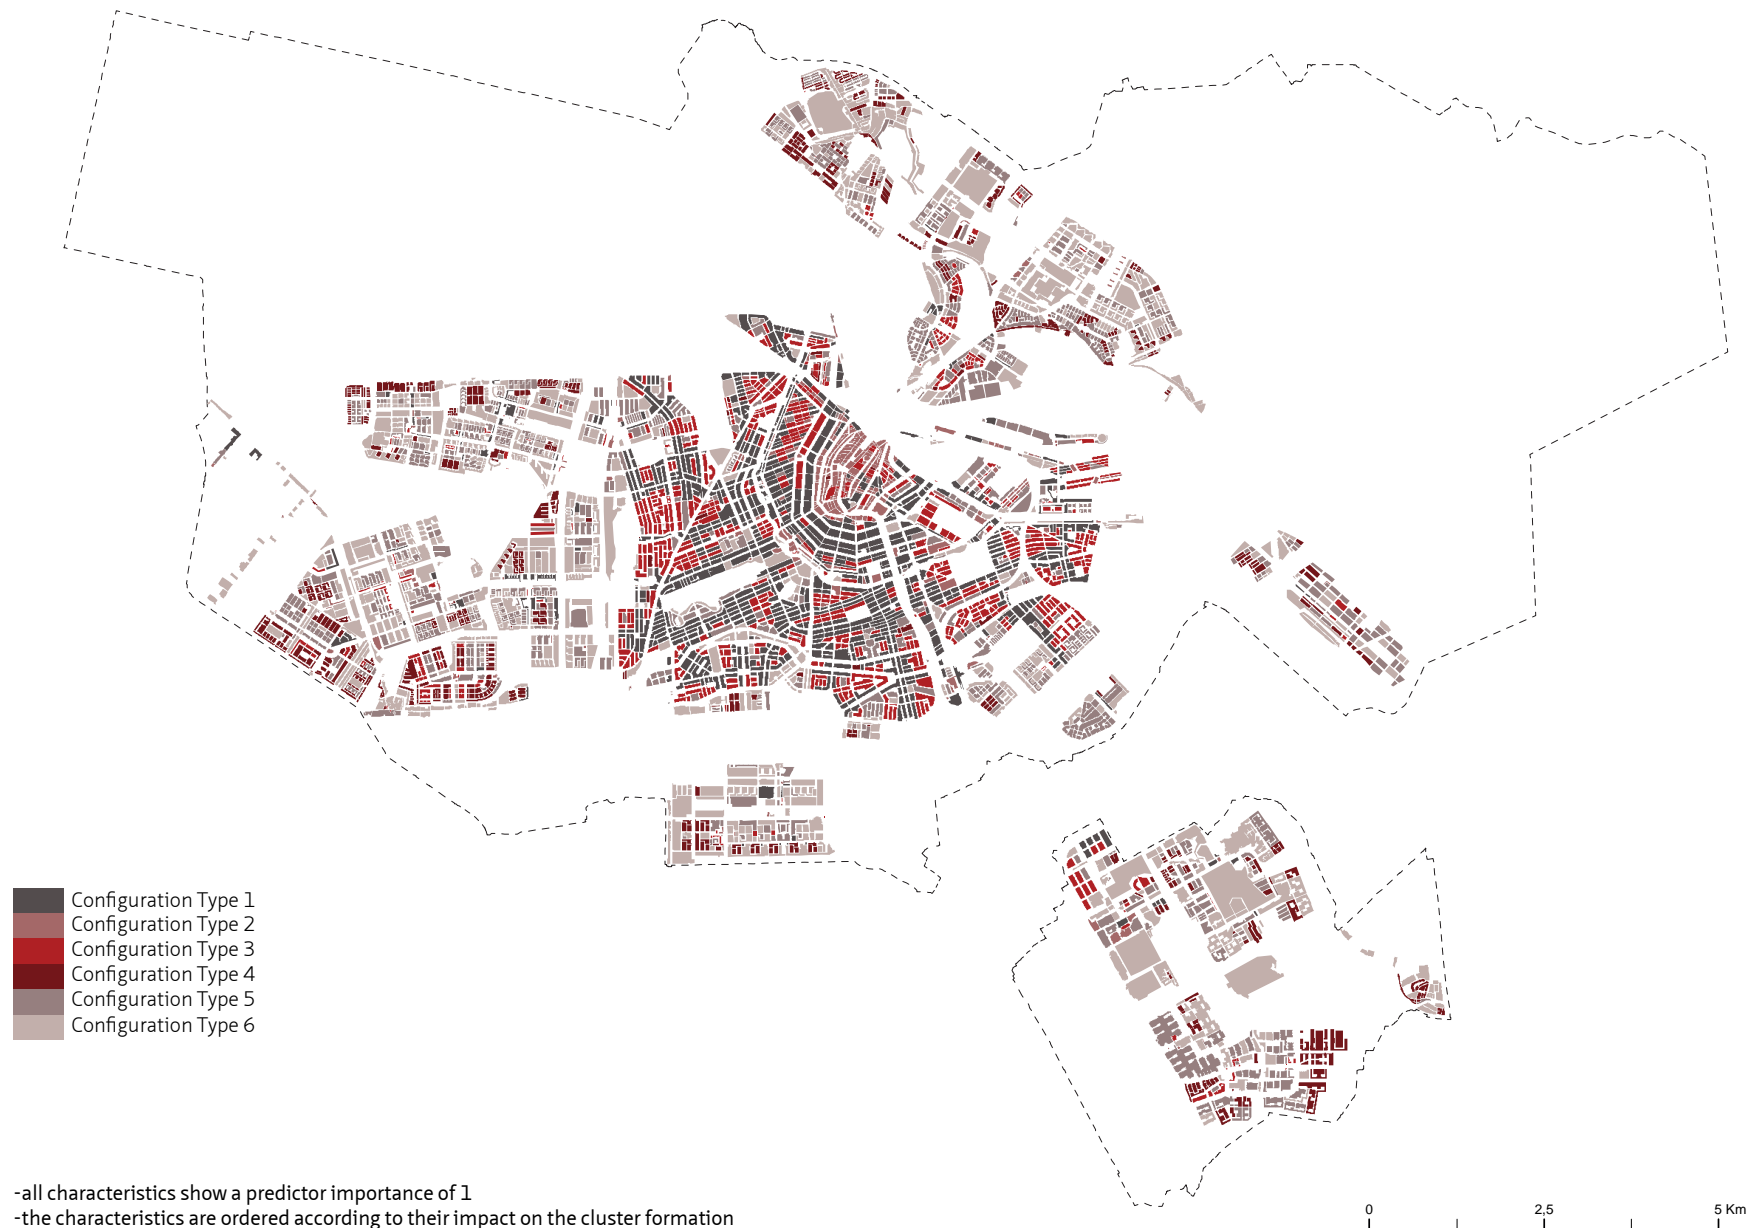 Configuration Type 1
Configuration Type 2
Configuration Type 3
Configuration Type 4
Configuration Type 5
Configuration Type 6
-all characteristics show a predictor importance of 1
-the characteristics are ordered according to their impact on the cluster formation
0 2,5 5 Km